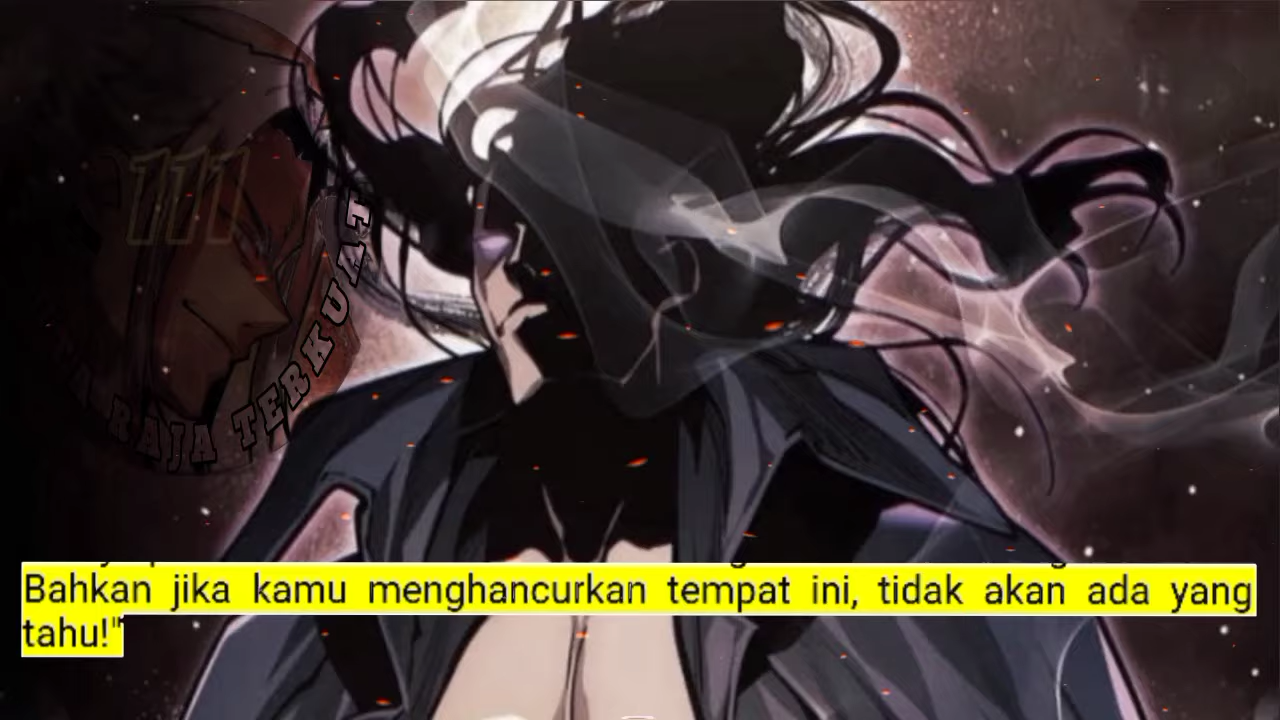 111
RAJA TERKUAT
Bahkan jika kamu menghancurkan tempat ini, tidak akan ada yang
tahu!"